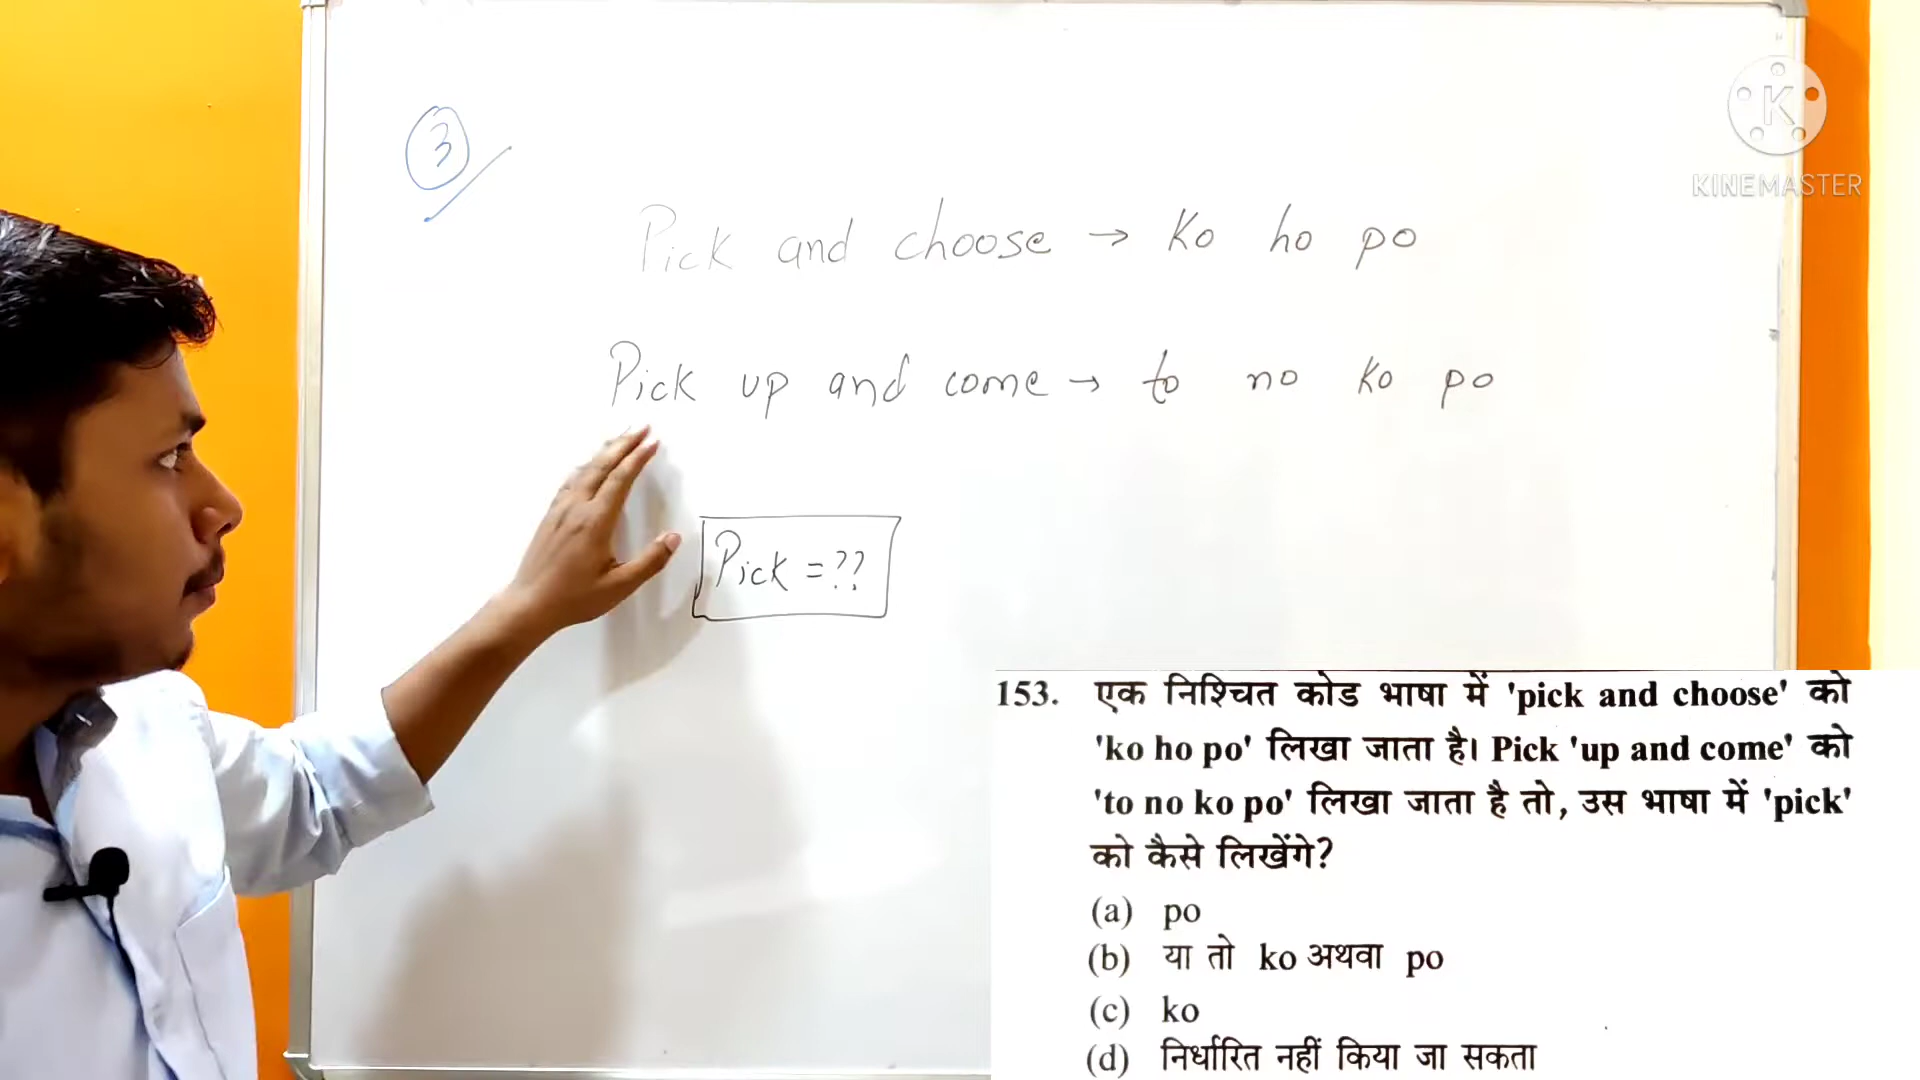 3
K
KINEMASTER
Pick and choose → Ko ho po
Pick up and come → to no Ko po
Pick = ??
153. एक निश्चित कोड भाषा में 'pick and choose' को
'ko ho po' लिखा जाता है। Pick 'up and come' को
'to no ko po' लिखा जाता है तो, उस भाषा में 'pick'
को कैसे लिखेंगे?
(a) po
(b) या तो ko अथवा po
(c) ko
(d) निर्धारित नहीं किया जा सकता